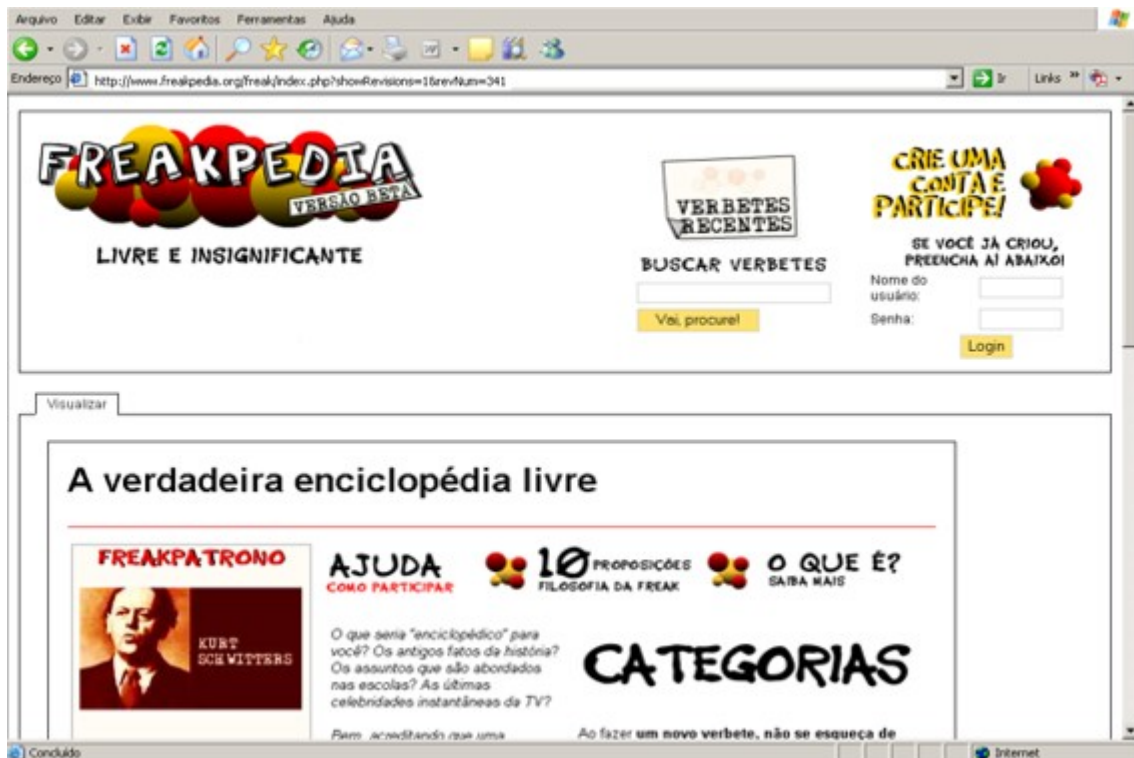 Arquivo Editar Exibir Favoritos Ferramentas Ajuda
Endereço http://www.freakpedia.org/freak/index.php?showRevisions=1&revNum=341 Ir Links »
FREAKPEDIA
VERSÃO BETA
LIVRE E INSIGNIFICANTE
VERBETES
RECENTES
BUSCAR VERBETES
Vai, procure!
CRIE UMA
CONTA E
PARTICIPE!
SE VOCÊ JÁ CRIOU,
PREENCHA AÍ ABAIXO!
Nome do
usuário:
Senha:
Login
Visualizar
A verdadeira enciclopédia livre
FREAKPATRONO
KURT
SCHWITTERS
AJUDA
COMO PARTICIPAR
10 PROPOSIÇÕES
FILOSOFIA DA FREAK
O QUE É?
SAIBA MAIS
O que seria "enciclopédico" para
você? Os antigos fatos da história?
Os assuntos que são abordados
nas escolas? As últimas
celebridades instantâneas da TV?
Bem, acreditando que uma
CATEGORIAS
Ao fazer um novo verbete, não se esqueça de
Concluído
Internet